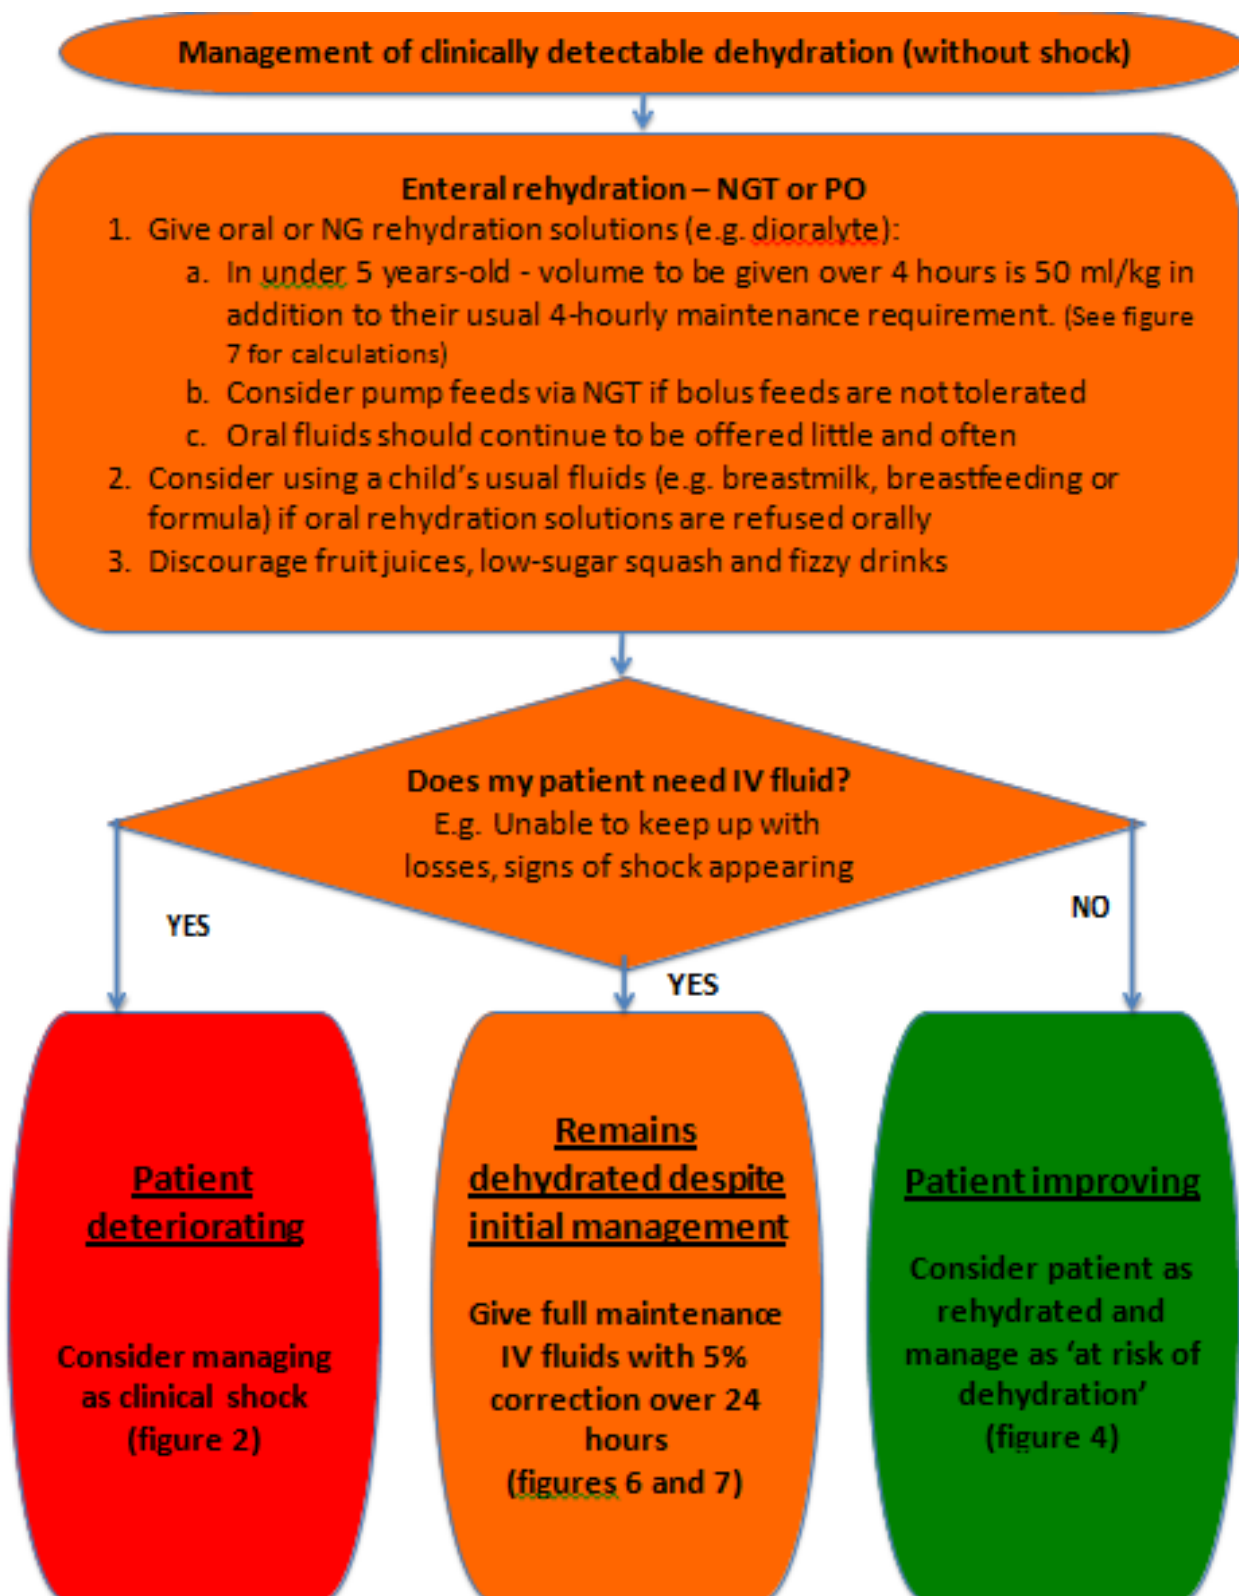 Management of clinically detectable dehydration (without shock)
Enteral rehydration – NGT or PO
1. Give oral or NG rehydration solutions (e.g. dioralyte):
a. In under 5 years-old - volume to be given over 4 hours is 50 ml/kg in
addition to their usual 4-hourly maintenance requirement. (See figure
7 for calculations)
b. Consider pump feeds via NGT if bolus feeds are not tolerated
c. Oral fluids should continue to be offered little and often
2. Consider using a child's usual fluids (e.g. breastmilk, breastfeeding or
formula) if oral rehydration solutions are refused orally
3. Discourage fruit juices, low-sugar squash and fizzy drinks
Does my patient need IV fluid?
E.g. Unable to keep up with
losses, signs of shock appearing
YES
YES
NO
Patient
deteriorating
Consider managing
as clinical shock
(figure 2)
Remains
dehydrated despite
initial management
Give full maintenance
IV fluids with 5%
correction over 24
hours
(figures 6 and 7)
Patient improving
Consider patient as
rehydrated and
manage as 'at risk of
dehydration'
(figure 4)